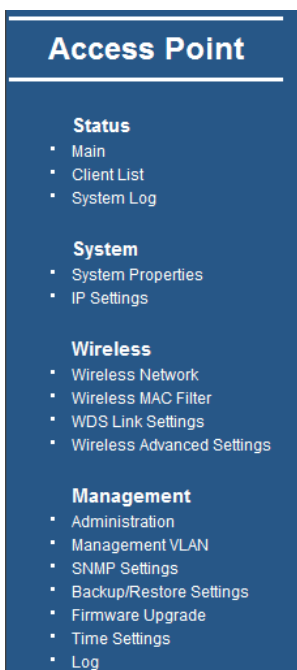 Access Point
Status
Main
Client List
System Log
System
System Properties
IP Settings
Wireless
Wireless Network
Wireless MAC Filter
WDS Link Settings
Wireless Advanced Settings
Management
Administration
Management VLAN
SNMP Settings
Backup/Restore Settings
Firmware Upgrade
Time Settings
Log